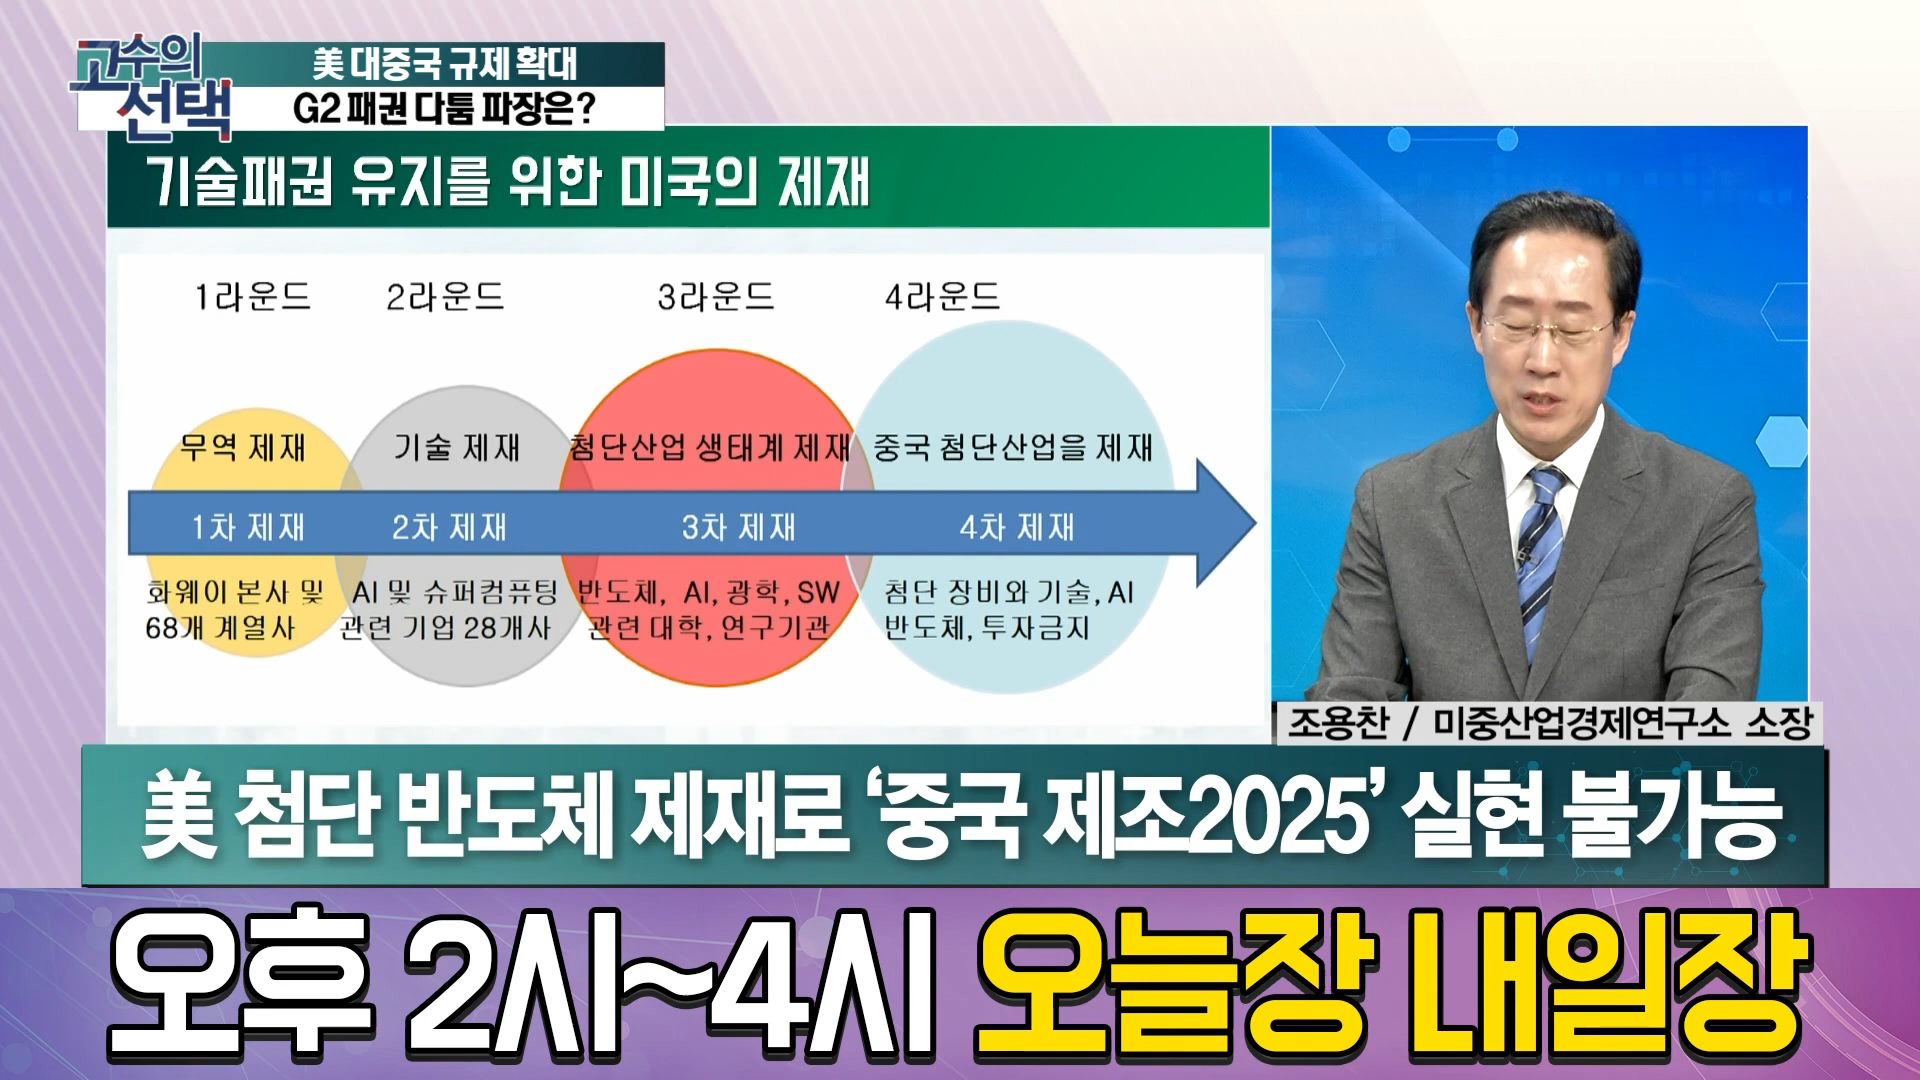 고수의
선택
美 대중국 규제 확대
G2 패권 다툼 파장은?
기술패권 유지를 위한 미국의 제재
1라운드 2라운드 3라운드 4라운드
무역 제재 기술 제재 첨단산업 생태계 제재 중국 첨단산업을 제재
1차 제재 2차 제재 3차 제재 4차 제재
화웨이 본사 및 AI 및 슈퍼컴퓨팅 반도체, AI, 광학, SW 첨단 장비와 기술, AI
68개 계열사 관련 기업 28개사 관련 대학, 연구기관 반도체, 투자금지
조용찬 / 미중산업경제연구소 소장
美 첨단 반도체 제재로 ‘중국 제조2025’ 실현 불가능
오후 2시~4시 오늘장 내일장